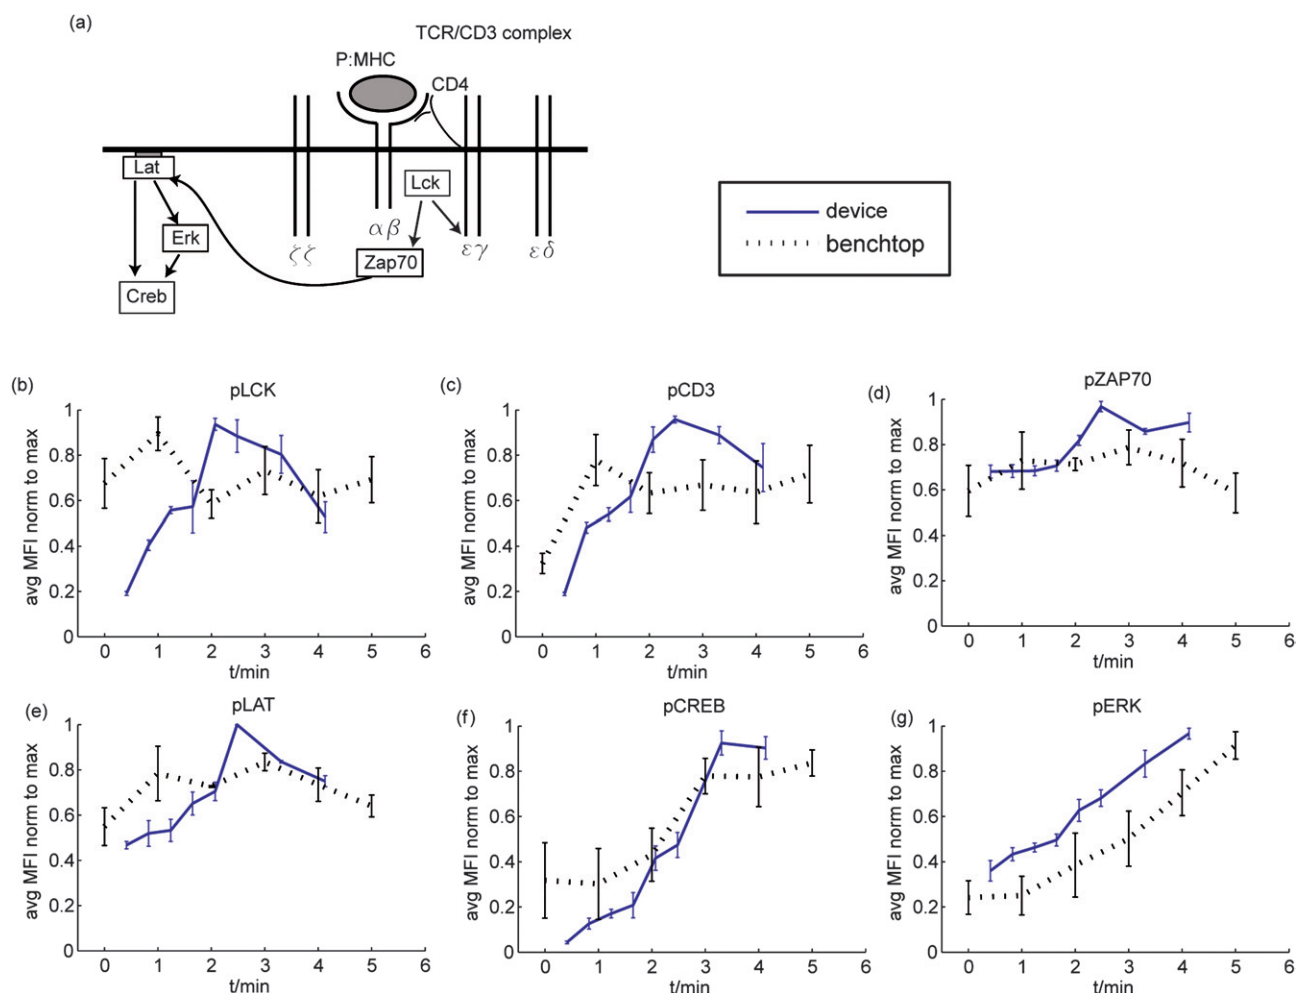 (a)
TCR/CD3 complex
P:MHC
CD4
Lat
Lck
Erk
αβ
ζζ
εγ
εδ
Zap70
Creb
device
benchtop
(b)
pLCK
avg MFI norm to max
1
0.8
0.6
0.4
0.2
0
0 1 2 3 4 5 6
t/min
(c)
pCD3
avg MFI norm to max
1
0.8
0.6
0.4
0.2
0
0 1 2 3 4 5 6
t/min
(d)
pZAP70
avg MFI norm to max
1
0.8
0.6
0.4
0.2
0
0 1 2 3 4 5 6
t/min
(e)
pLAT
avg MFI norm to max
1
0.8
0.6
0.4
0.2
0
0 1 2 3 4 5 6
t/min
(f)
pCREB
avg MFI norm to max
1
0.8
0.6
0.4
0.2
0
0 1 2 3 4 5 6
t/min
(g)
pERK
avg MFI norm to max
1
0.8
0.6
0.4
0.2
0
0 1 2 3 4 5 6
t/min